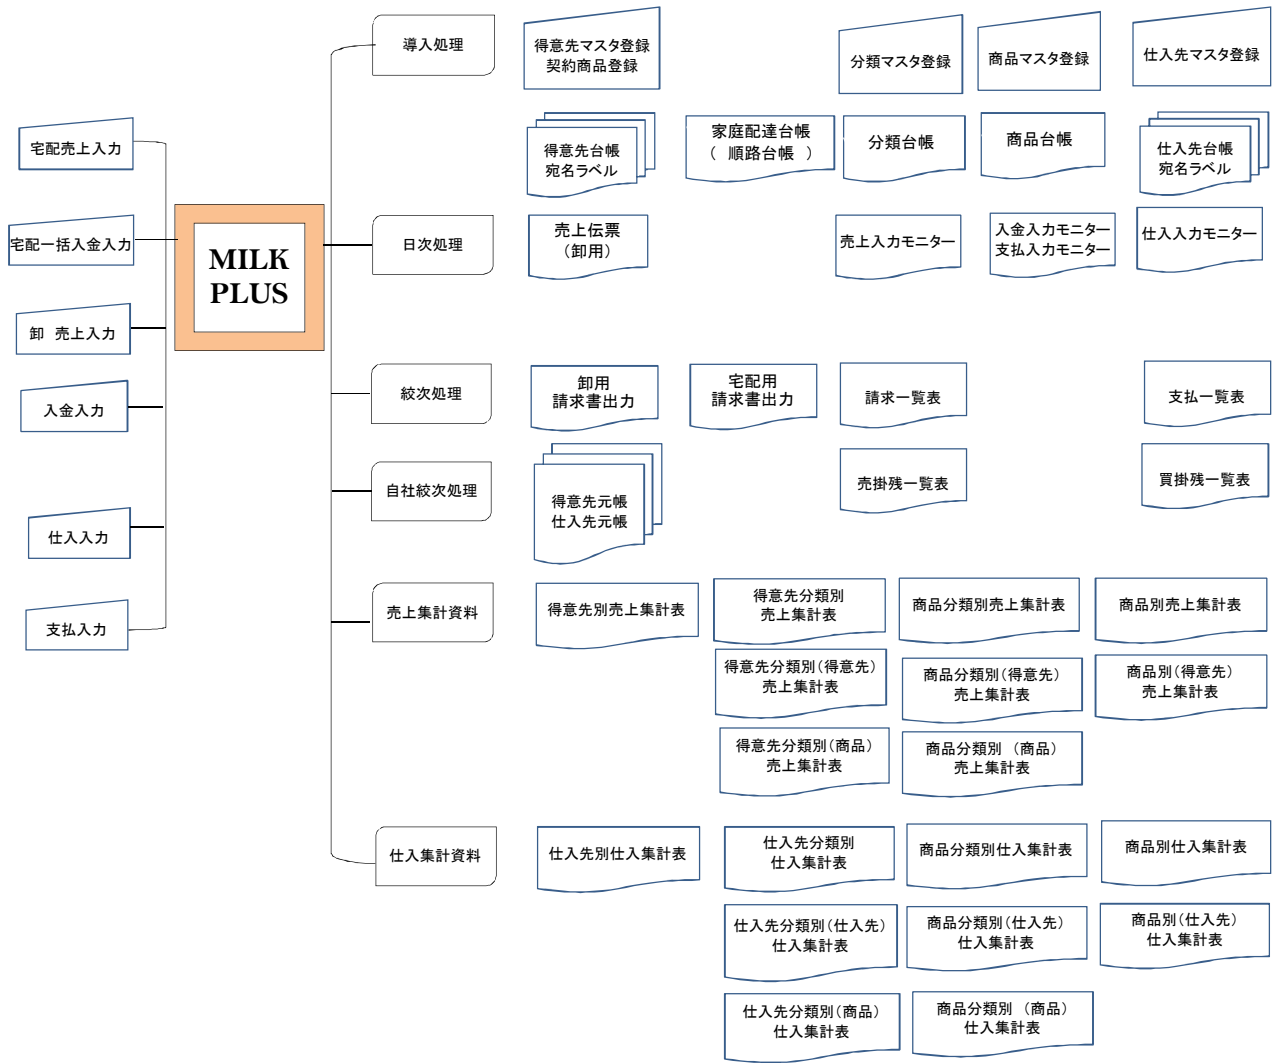 宅配売上入力
宅配一括入金入力
卸　売上入力
入金入力
仕入入力
支払入力
MILK
PLUS
導入処理
得意先マスタ登録
契約商品登録
分類マスタ登録
商品マスタ登録
仕入先マスタ登録
得意先台帳
宛名ラベル
家庭配達台帳
(　順路台帳　)
分類台帳
商品台帳
仕入先台帳
宛名ラベル
日次処理
売上伝票
(卸用)
売上入力モニター
入金入力モニター
支払入力モニター
仕入入力モニター
絞次処理
卸用
請求書出力
宅配用
請求書出力
請求一覧表
支払一覧表
自社絞次処理
得意先元帳
仕入先元帳
売掛残一覧表
買掛残一覧表
売上集計資料
得意先別売上集計表
得意先分類別
売上集計表
商品分類別売上集計表
商品別売上集計表
得意先分類別(得意先)
売上集計表
商品分類別(得意先)
売上集計表
商品別(得意先)
売上集計表
得意先分類別(商品)
売上集計表
商品分類別　(商品)
売上集計表
仕入集計資料
仕入先別仕入集計表
仕入先分類別
仕入集計表
商品分類別仕入集計表
商品別仕入集計表
仕入先分類別(仕入先)
仕入集計表
商品分類別(仕入先)
仕入集計表
商品別(仕入先)
仕入集計表
仕入先分類別(商品)
仕入集計表
商品分類別　(商品)
仕入集計表